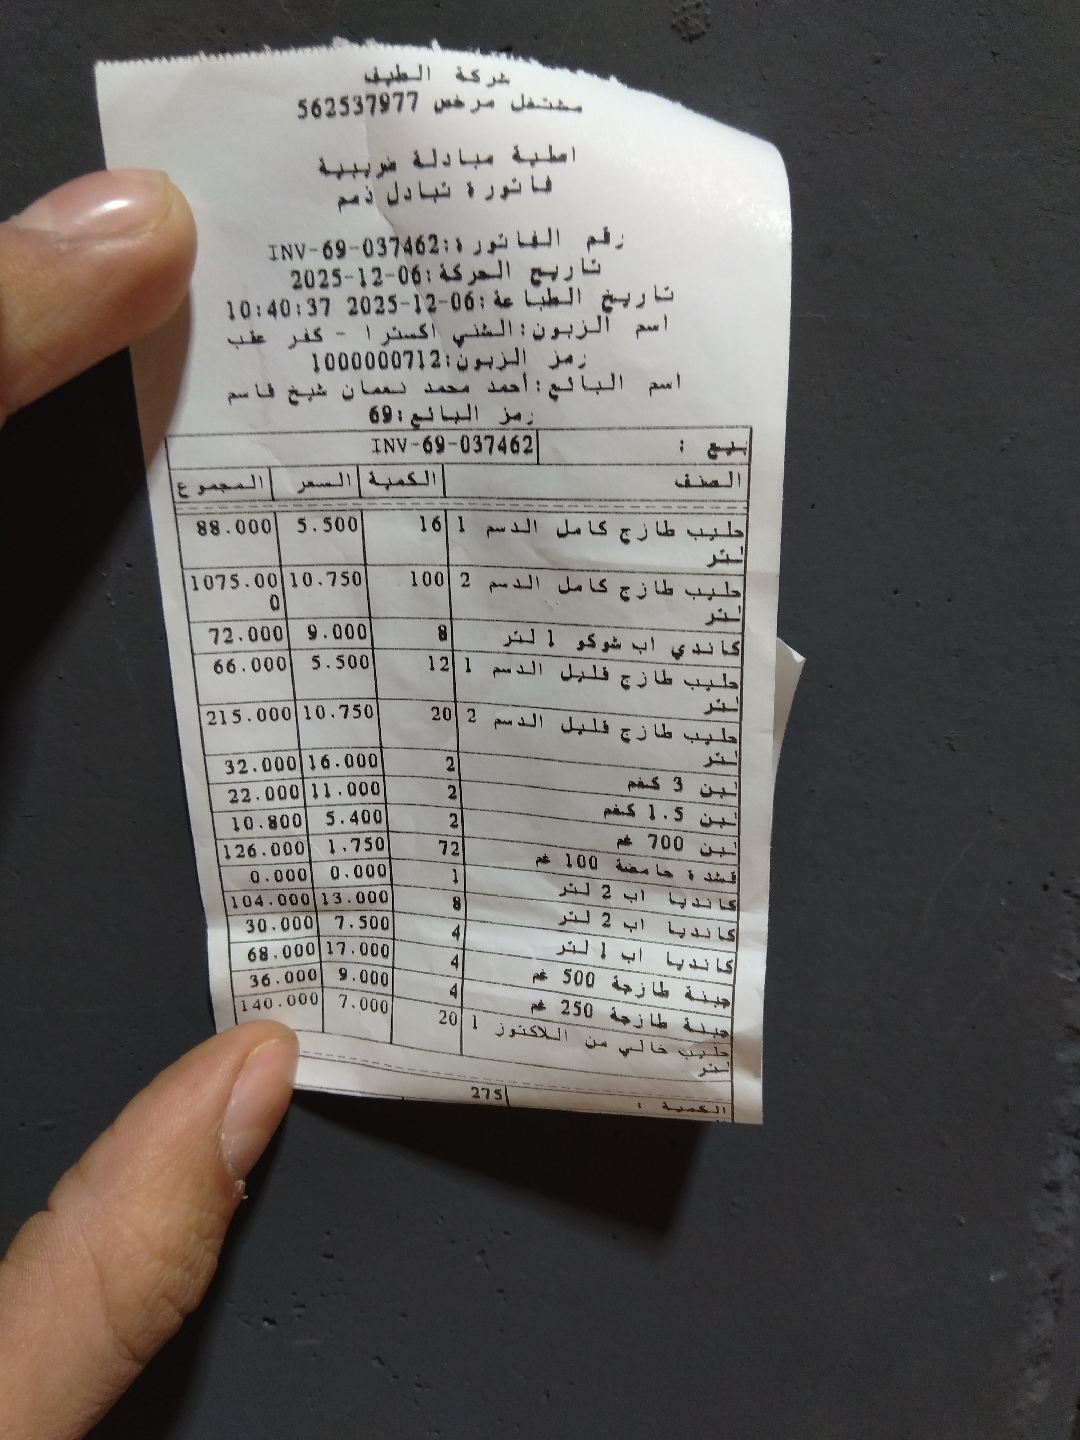 شركة الطيف
مشتغل مرخص 562537977
اصلية مبادلة ضريبية
فاتورة تبادل ذمم
رقم الفاتورة:INV-69-037462
تاريخ الحركة:2025-12-06
تاريخ الطباعة:2025-12-06 10:40:37
اسم الزبون:الشني اكسترا - كفر عقب
رمز الزبون:1000000712
اسم البائع:أحمد محمد نعمان شيخ قاسم
رمز البائع:69
بيع : INV-69-037462
الصنف الكمية السعر المجموع
حليب طازج كامل الدسم 1 16 5.500 88.000
لتر
حليب طازج كامل الدسم 2 100 10.750 1075.00
لتر 0
كاندي اب شوكو 1 لتر 8 9.000 72.000
حليب طازج قليل الدسم 1 12 5.500 66.000
لتر
حليب طازج قليل الدسم 2 20 10.750 215.000
لتر
لبن 3 كغم 2 16.000 32.000
لبن 1.5 كغم 2 11.000 22.000
لبن 700 غم 2 5.400 10.800
قشدة حامضة 100 غم 72 1.750 126.000
كانديا اب 2 لتر 1 0.000 0.000
كانديا اب 2 لتر 8 13.000 104.000
كانديا اب 1 لتر 4 7.500 30.000
جبنة طازجة 500 غم 4 17.000 68.000
جبنة طازجة 250 غم 4 9.000 36.000
حليب خالي من اللاكتوز 1 20 7.000 140.000
لتر
الكمية : 275